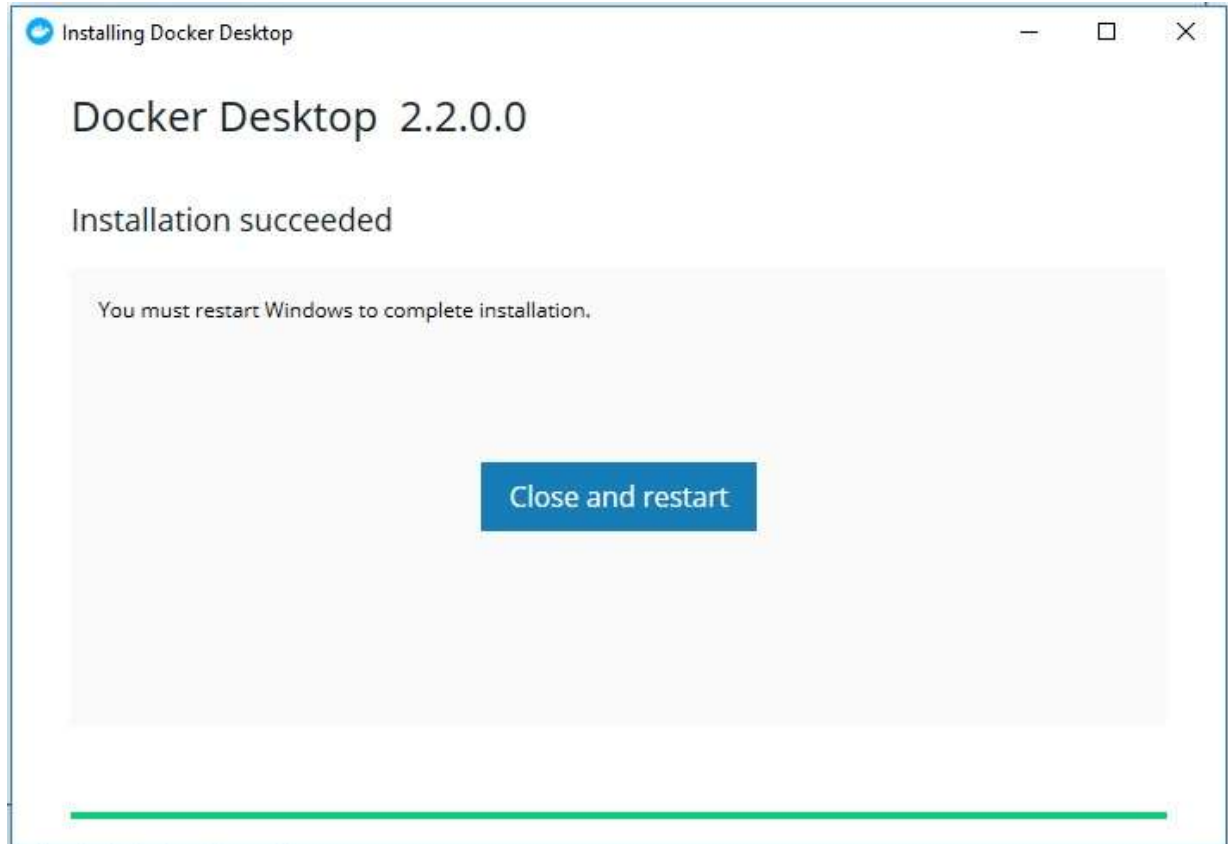 Installing Docker Desktop
Docker Desktop 2.2.0.0
Installation succeeded
You must restart Windows to complete installation.
Close and restart